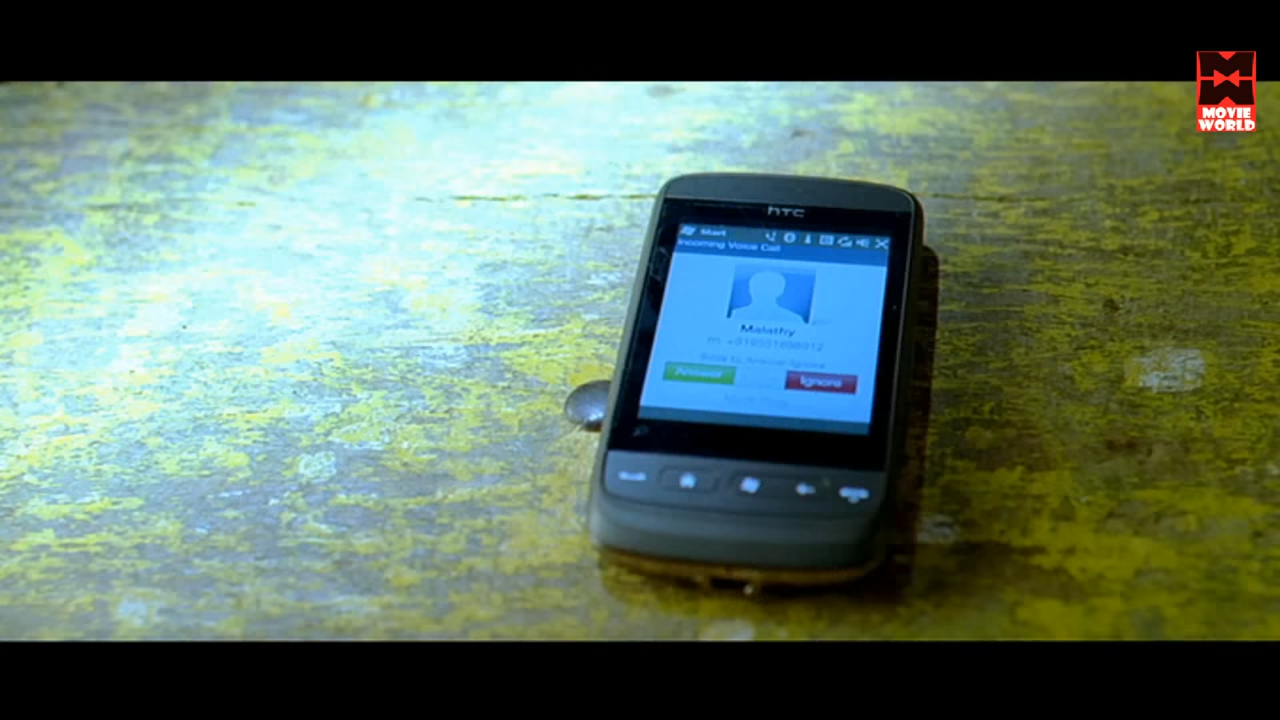 MOVIE
WORLD
hTC
Start
Incoming Voice Call
Malathy
Answer
Ignore